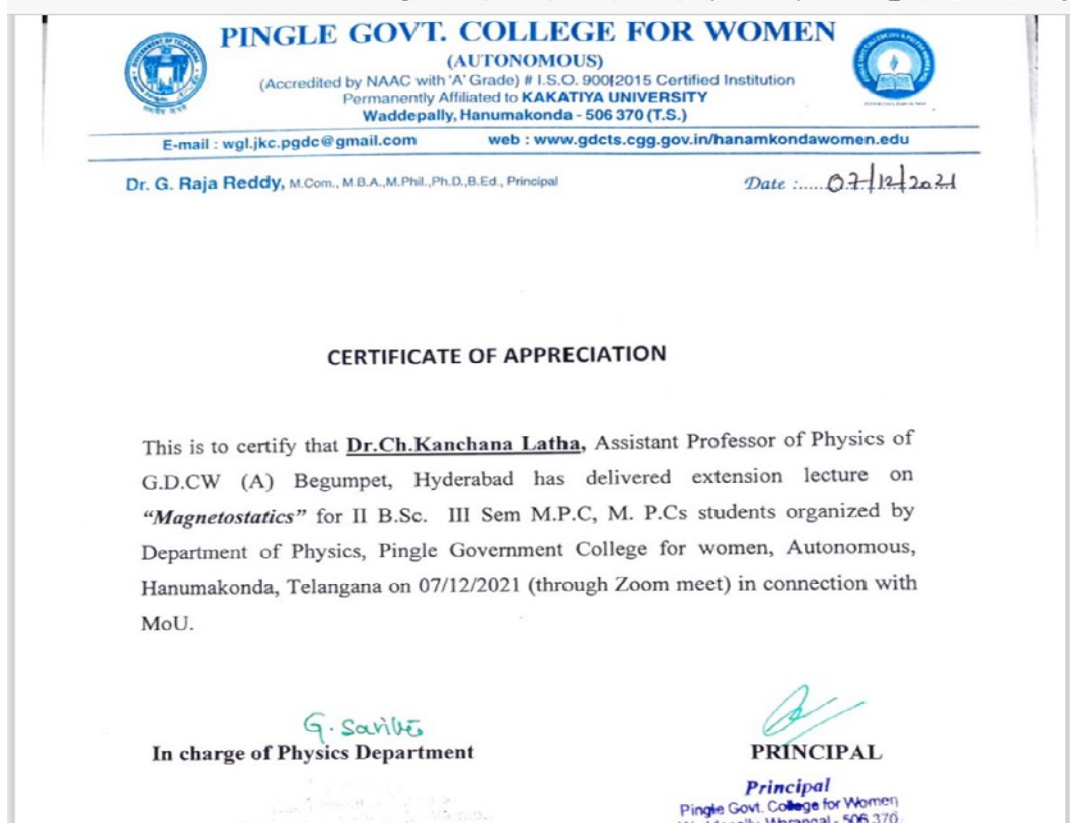 PINGLE GOVT. COLLEGE FOR WOMEN
(AUTONOMOUS)
(Accredited by NAAC with 'A' Grade) # I.S.O. 9001:2015 Certified Institution
Permanently Affiliated to KAKATIYA UNIVERSITY
Waddepally, Hanumakonda - 506 370 (T.S.)
E-mail : wgl.jkc.pgdc@gmail.com web : www.gdcts.cgg.gov.in/hanamkondawomen.edu
Dr. G. Raja Reddy, M.Com., M.B.A.,M.Phil.,Ph.D.,B.Ed., Principal Date :..... 07/12/2021
CERTIFICATE OF APPRECIATION
This is to certify that Dr.Ch.Kanchana Latha, Assistant Professor of Physics of
G.D.CW (A) Begumpet, Hyderabad has delivered extension lecture on
“Magnetostatics” for II B.Sc. III Sem M.P.C, M. P.Cs students organized by
Department of Physics, Pingle Government College for women, Autonomous,
Hanumakonda, Telangana on 07/12/2021 (through Zoom meet) in connection with
MoU.
In charge of Physics Department PRINCIPAL
Principal
Pingle Govt. College for Women
Warangal - 506 370